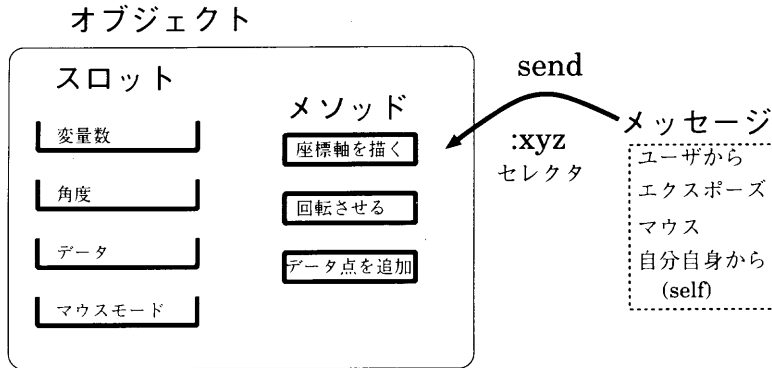 オブジェクト
スロット
変量数
角度
データ
マウスモード
メソッド
座標軸を描く
回転させる
データ点を追加
send
:xyz
セレクタ
メッセージ
ユーザから
エクスポーズ
マウス
自分自身から
(self)